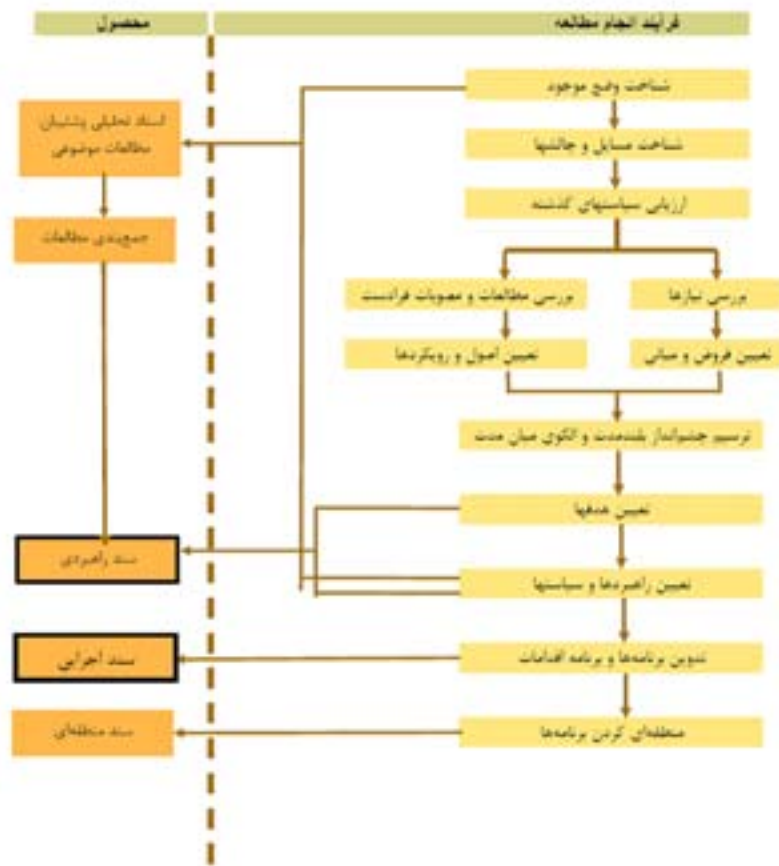 فرآیند انجام مطالعه
محصول
شناخت وضع موجود
شناخت مسایل و چالشها
ارزیابی سیاستهای گذشته
بررسی نیازها
بررسی مطالعات و مصوبات فرادست
تعیین فروض و مبانی
تعیین اصول و رویکردها
ترسیم چشم‌انداز بلندمدت و الگوی میان مدت
تعیین هدفها
تعیین راهبردها و سیاستها
تدوین برنامه‌ها و برنامه اقدامات
منطقه‌ای کردن برنامه‌ها
اسناد تحلیلی پشتیبان
مطالعات موضوعی
جمع‌بندی مطالعات
سند راهبردی
سند اجرایی
سند منطقه‌ای